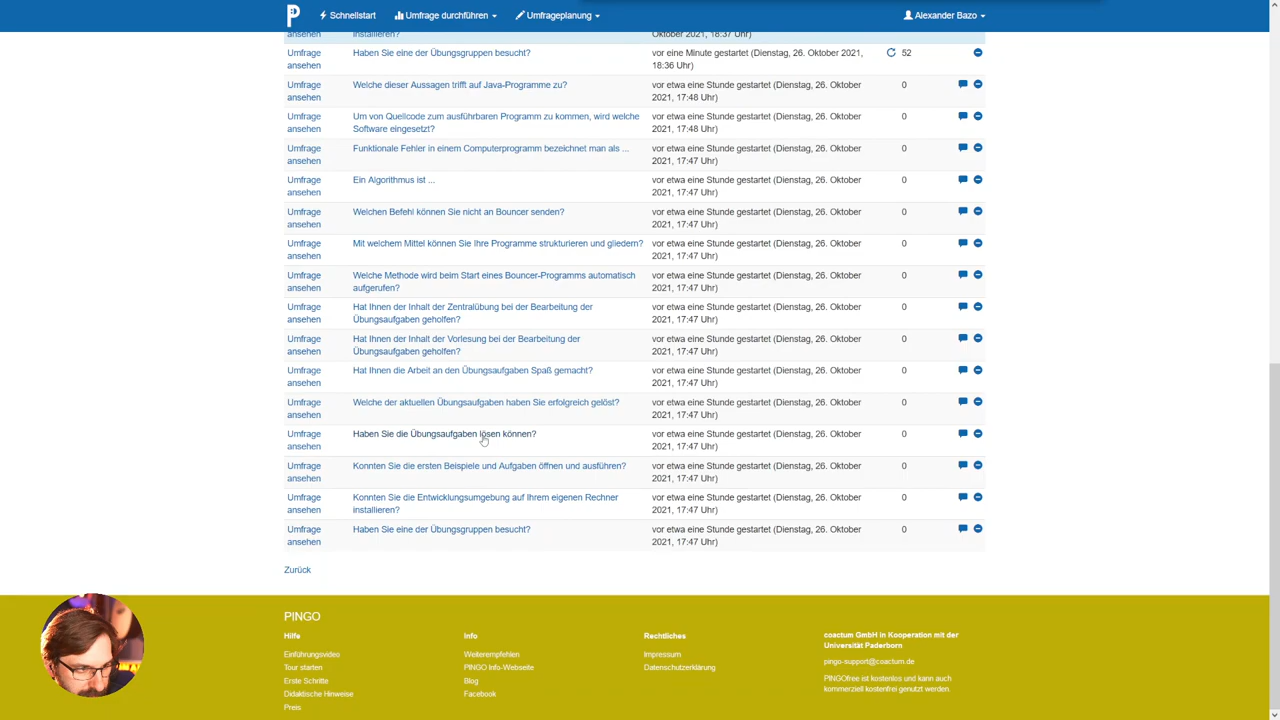 Schnellstart Umfrage durchführen Umfrageplanung Alexander Bazo
ansehen installieren? Oktober 2021, 18:37 Uhr)
Umfrage Haben Sie eine der Übungsgruppen besucht? vor eine Minute gestartet (Dienstag, 26. Oktober 2021, 52
ansehen 18:36 Uhr)
Umfrage Welche dieser Aussagen trifft auf Java-Programme zu? vor etwa eine Stunde gestartet (Dienstag, 26. Oktober 0
ansehen 2021, 17:48 Uhr)
Umfrage Um von Quellcode zum ausführbaren Programm zu kommen, wird welche vor etwa eine Stunde gestartet (Dienstag, 26. Oktober 0
ansehen Software eingesetzt? 2021, 17:48 Uhr)
Umfrage Funktionale Fehler in einem Computerprogramm bezeichnet man als ... vor etwa eine Stunde gestartet (Dienstag, 26. Oktober 0
ansehen 2021, 17:47 Uhr)
Umfrage Ein Algorithmus ist ... vor etwa eine Stunde gestartet (Dienstag, 26. Oktober 0
ansehen 2021, 17:47 Uhr)
Umfrage Welchen Befehl können Sie nicht an Bouncer senden? vor etwa eine Stunde gestartet (Dienstag, 26. Oktober 0
ansehen 2021, 17:47 Uhr)
Umfrage Mit welchem Mittel können Sie Ihre Programme strukturieren und gliedern? vor etwa eine Stunde gestartet (Dienstag, 26. Oktober 0
ansehen 2021, 17:47 Uhr)
Umfrage Welche Methode wird beim Start eines Bouncer-Programms automatisch vor etwa eine Stunde gestartet (Dienstag, 26. Oktober 0
ansehen aufgerufen? 2021, 17:47 Uhr)
Umfrage Hat Ihnen der Inhalt der Zentralübung bei der Bearbeitung der vor etwa eine Stunde gestartet (Dienstag, 26. Oktober 0
ansehen Übungsaufgaben geholfen? 2021, 17:47 Uhr)
Umfrage Hat Ihnen der Inhalt der Vorlesung bei der Bearbeitung der vor etwa eine Stunde gestartet (Dienstag, 26. Oktober 0
ansehen Übungsaufgaben geholfen? 2021, 17:47 Uhr)
Umfrage Hat Ihnen die Arbeit an den Übungsaufgaben Spaß gemacht? vor etwa eine Stunde gestartet (Dienstag, 26. Oktober 0
ansehen 2021, 17:47 Uhr)
Umfrage Welche der aktuellen Übungsaufgaben haben Sie erfolgreich gelöst? vor etwa eine Stunde gestartet (Dienstag, 26. Oktober 0
ansehen 2021, 17:47 Uhr)
Umfrage Haben Sie die Übungsaufgaben lösen können? vor etwa eine Stunde gestartet (Dienstag, 26. Oktober 0
ansehen 2021, 17:47 Uhr)
Umfrage Konnten Sie die ersten Beispiele und Aufgaben öffnen und ausführen? vor etwa eine Stunde gestartet (Dienstag, 26. Oktober 0
ansehen 2021, 17:47 Uhr)
Umfrage Konnten Sie die Entwicklungsumgebung auf Ihrem eigenen Rechner vor etwa eine Stunde gestartet (Dienstag, 26. Oktober 0
ansehen installieren? 2021, 17:47 Uhr)
Umfrage Haben Sie eine der Übungsgruppen besucht? vor etwa eine Stunde gestartet (Dienstag, 26. Oktober 0
ansehen 2021, 17:47 Uhr)
Zurück
PINGO
Hilfe
Einführungsvideo
Tour starten
Erste Schritte
Didaktische Hinweise
Preis
Info
Weiterempfehlen
PINGO Info-Webseite
Blog
Facebook
Rechtliches
Impressum
Datenschutzerklärung
coactum GmbH in Kooperation mit der
Universität Paderborn
pingo-support@coactum.de
PINGOfree ist kostenlos und kann auch
kommerziell kostenfrei genutzt werden.